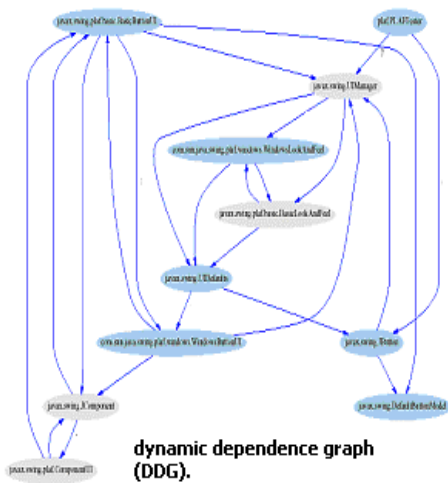 javax.swing.plaf.basic.BasicButtonUI
javax.swing.UIManager
com.sun.java.swing.plaf.windows.WindowsLookAndFeel
javax.swing.plaf.basic.BasicLookAndFeel
javax.swing.UIDefaults
com.sun.java.swing.plaf.windows.WindowsButtonUI
javax.swing.JButton
javax.swing.JComponent
javax.swing.DefaultButtonModel
javax.swing.plaf.ComponentUI
dynamic dependence graph
(DDG).